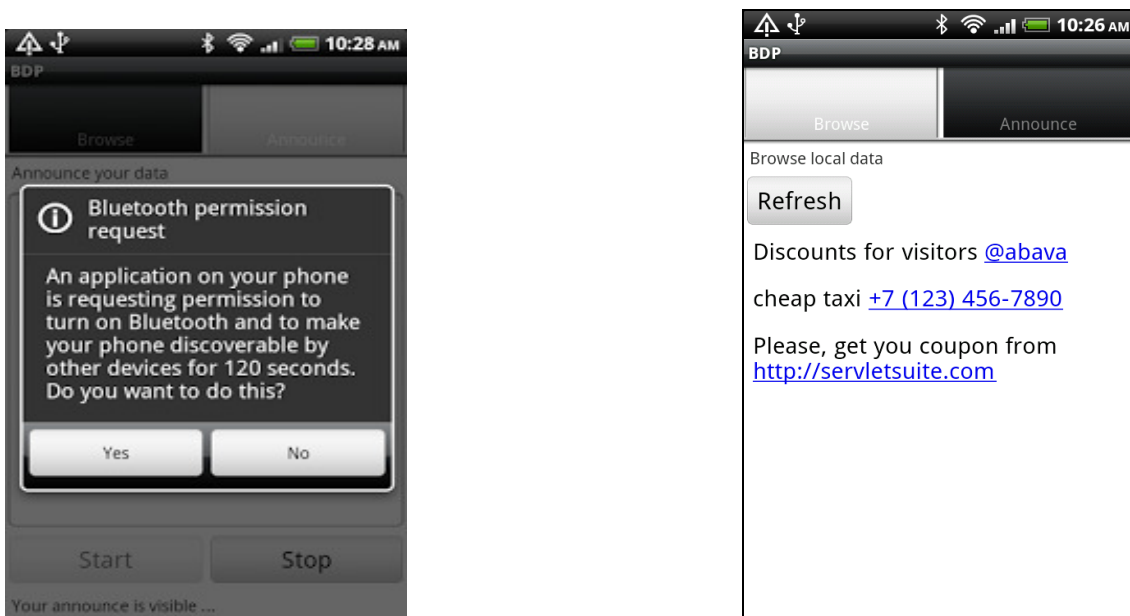 10:28 AM
BDP
Browse
Announce
Announce your data
Bluetooth permission
request
An application on your phone
is requesting permission to
turn on Bluetooth and to make
your phone discoverable by
other devices for 120 seconds.
Do you want to do this?
Yes
No
Start
Stop
Your announce is visible ...
10:26 AM
BDP
Browse
Announce
Browse local data
Refresh
Discounts for visitors @abava
cheap taxi +7 (123) 456-7890
Please, get you coupon from
http://servletsuite.com